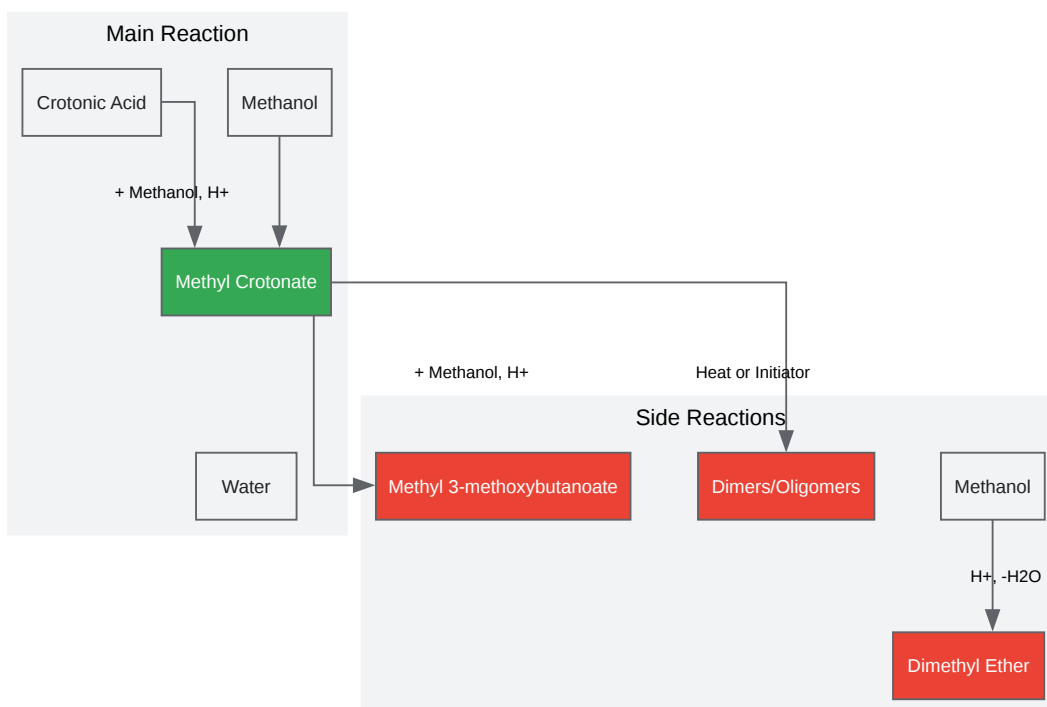 Main Reaction
Crotonic Acid
Methanol
+ Methanol, H+
Methyl Crotonate
+ Methanol, H+
Heat or Initiator
Side Reactions
Water
Methyl 3-methoxybutanoate
Dimers/Oligomers
Methanol
H+, -H2O
Dimethyl Ether